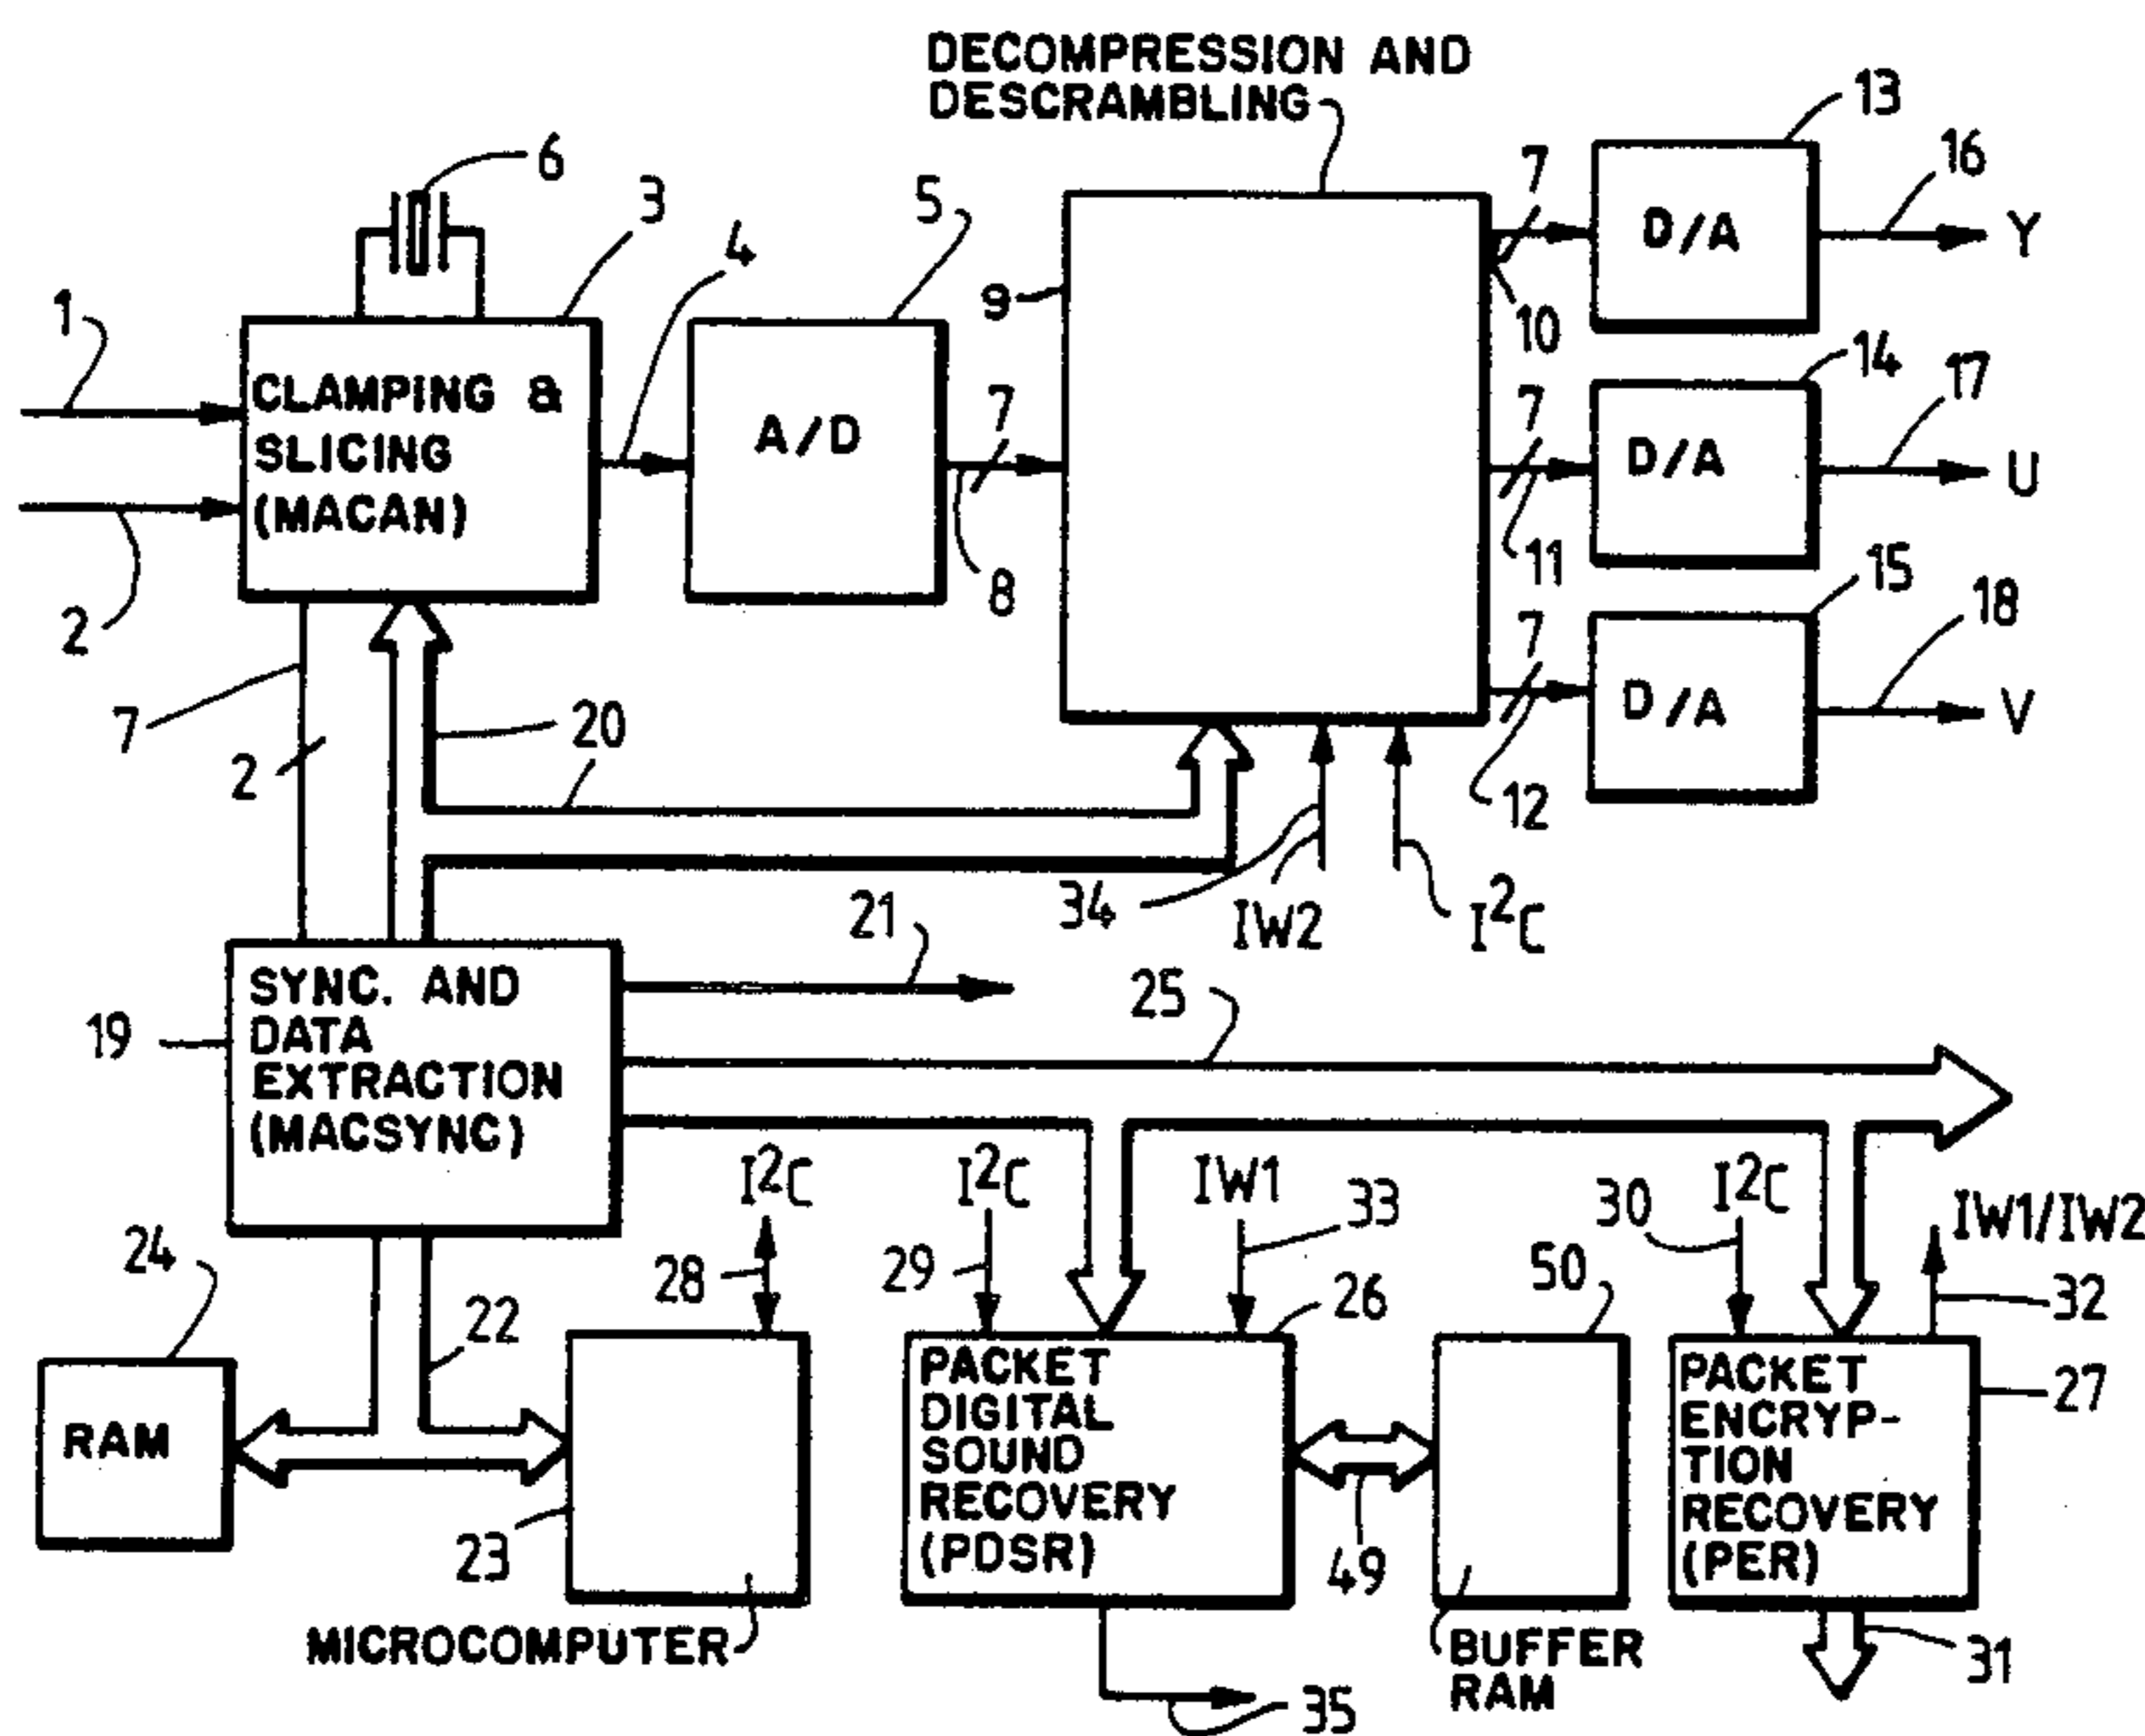 DECOMPRESSION AND
DESCRAMBLING
13
6
3
5
7
16
4
D/A
Y
9
10
1
14
CLAMPING &
SLICING
(MACAN)
A/D
7
7
17
D/A
U
2
8
11
15
7
18
7
20
D/A
V
2
12
34
IW2
I²C
21
SYNC. AND
DATA
EXTRACTION
(MACSYNC)
19
25
I²C
I²C
IW1
33
30
I²C
IW1/IW2
24
28
29
26
50
32
22
RAM
PACKET
DIGITAL
SOUND
RECOVERY
(PDSR)
PACKET
ENCRYP-
TION
RECOVERY
(PER)
27
23
49
MICROCOMPUTER
BUFFER
RAM
31
35